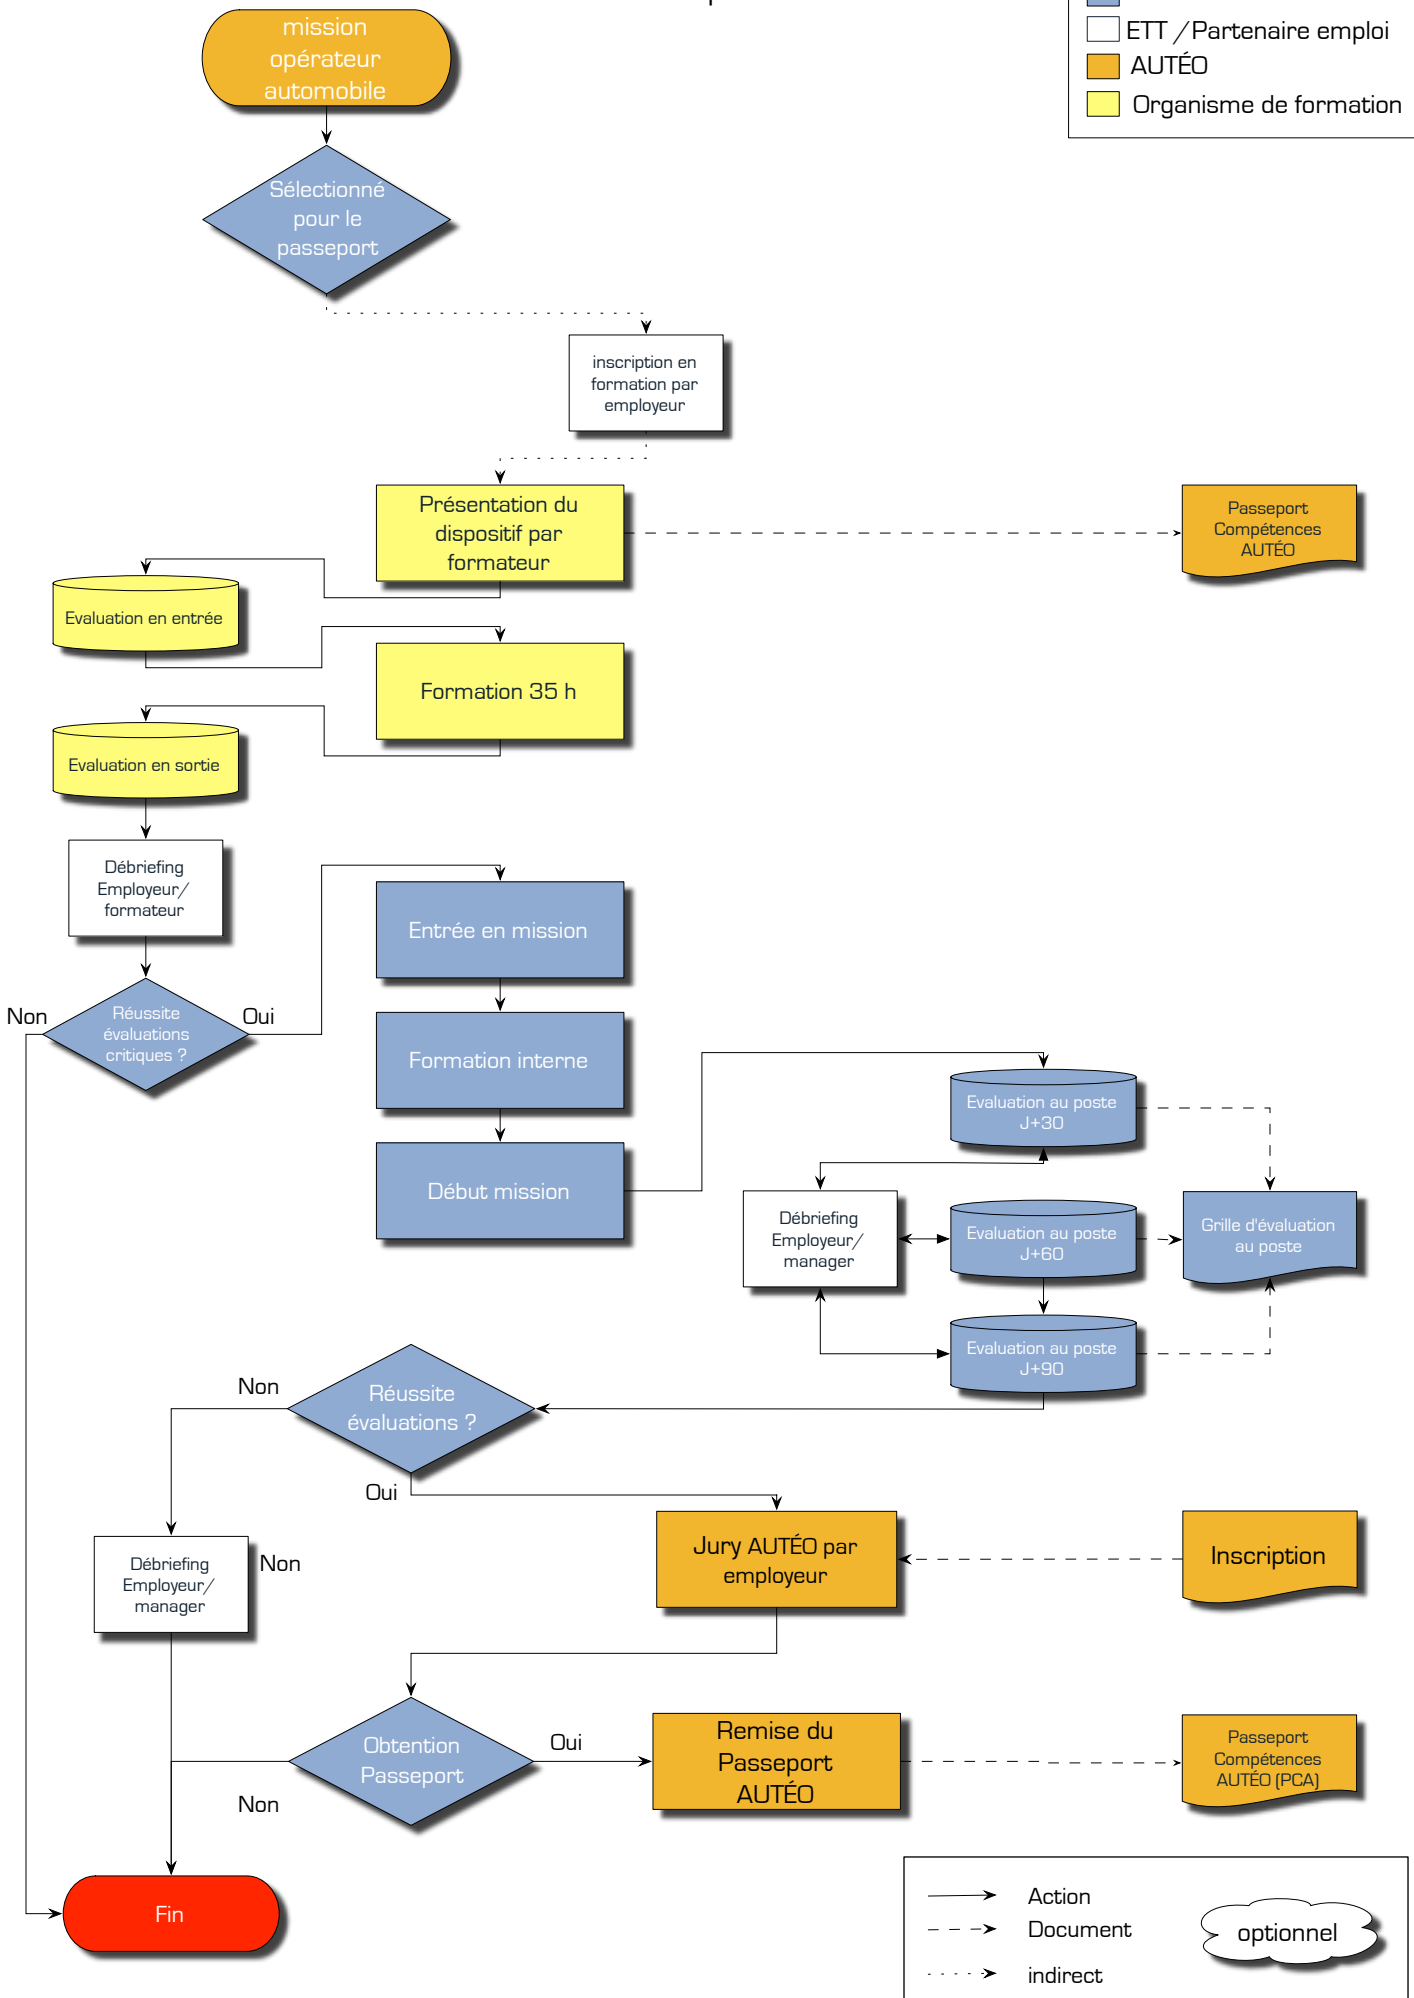 mission
opérateur
automobile
ETT /Partenaire emploi
AUTÉO
Organisme de formation
Sélectionné
pour le
passeport
inscription en
formation par
employeur
Présentation du
dispositif par
formateur
Passeport
Compétences
AUTÉO
Evaluation en entrée
Formation 35 h
Evaluation en sortie
Débriefing
Employeur/
formateur
Entrée en mission
Non
Réussite
évaluations
critiques ?
Oui
Formation interne
Evaluation au poste
J+30
Début mission
Débriefing
Employeur/
manager
Evaluation au poste
J+60
Grille d'évaluation
au poste
Evaluation au poste
J+90
Non
Réussite
évaluations ?
Oui
Jury AUTÉO par
employeur
Inscription
Débriefing
Employeur/
manager
Non
Obtention
Passeport
Oui
Non
Remise du
Passeport
AUTÉO
Passeport
Compétences
AUTÉO (PCA)
Fin
Action
Document
indirect
optionnel